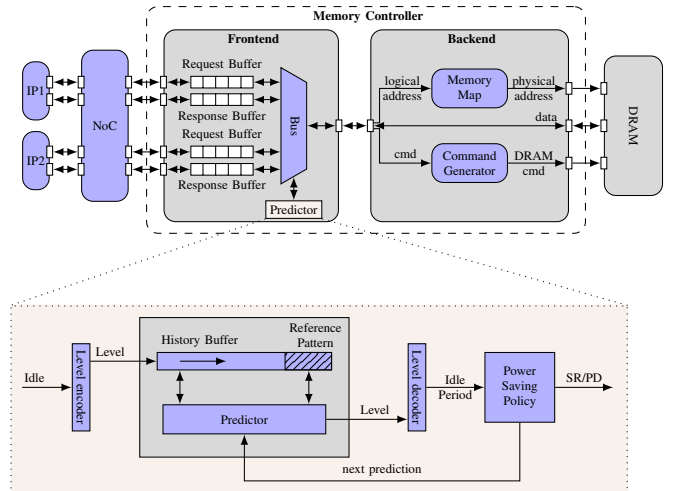 Memory Controller
Frontend
Backend
Request Buffer
Response Buffer
Request Buffer
Response Buffer
IP1
IP2
NoC
Bus
Predictor
logical
address
Memory
Map
physical
address
data
cmd
Command
Generator
DRAM
cmd
DRAM
History Buffer
Reference
Pattern
Idle
Level encoder
Level
Predictor
Level
Level decoder
Idle
Period
Power
Saving
Policy
SR/PD
next prediction